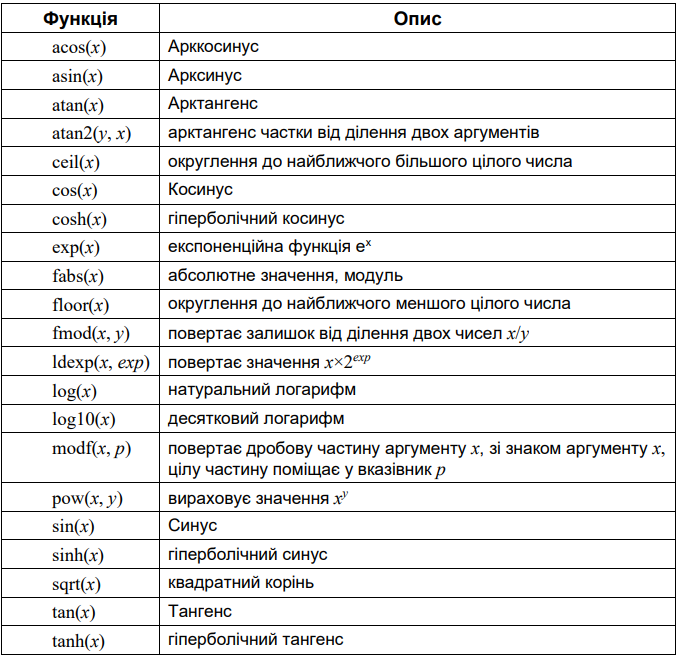 Функція Опис
acos(x) Арккосинус
asin(x) Арксинус
atan(x) Арктангенс
atan2(y, x) арктангенс частки від ділення двох аргументів
ceil(x) округлення до найближчого більшого цілого числа
cos(x) Косинус
cosh(x) гіперболічний косинус
exp(x) експоненційна функція eˣ
fabs(x) абсолютне значення, модуль
floor(x) округлення до найближчого меншого цілого числа
fmod(x, y) повертає залишок від ділення двох чисел x/y
ldexp(x, exp) повертає значення x×2ᵉˣᵖ
log(x) натуральний логарифм
log10(x) десятковий логарифм
modf(x, p) повертає дробову частину аргументу x, зі знаком аргументу x,
цілу частину поміщає у вказівник p
pow(x, y) вираховує значення xʸ
sin(x) Синус
sinh(x) гіперболічний синус
sqrt(x) квадратний корінь
tan(x) Тангенс
tanh(x) гіперболічний тангенс